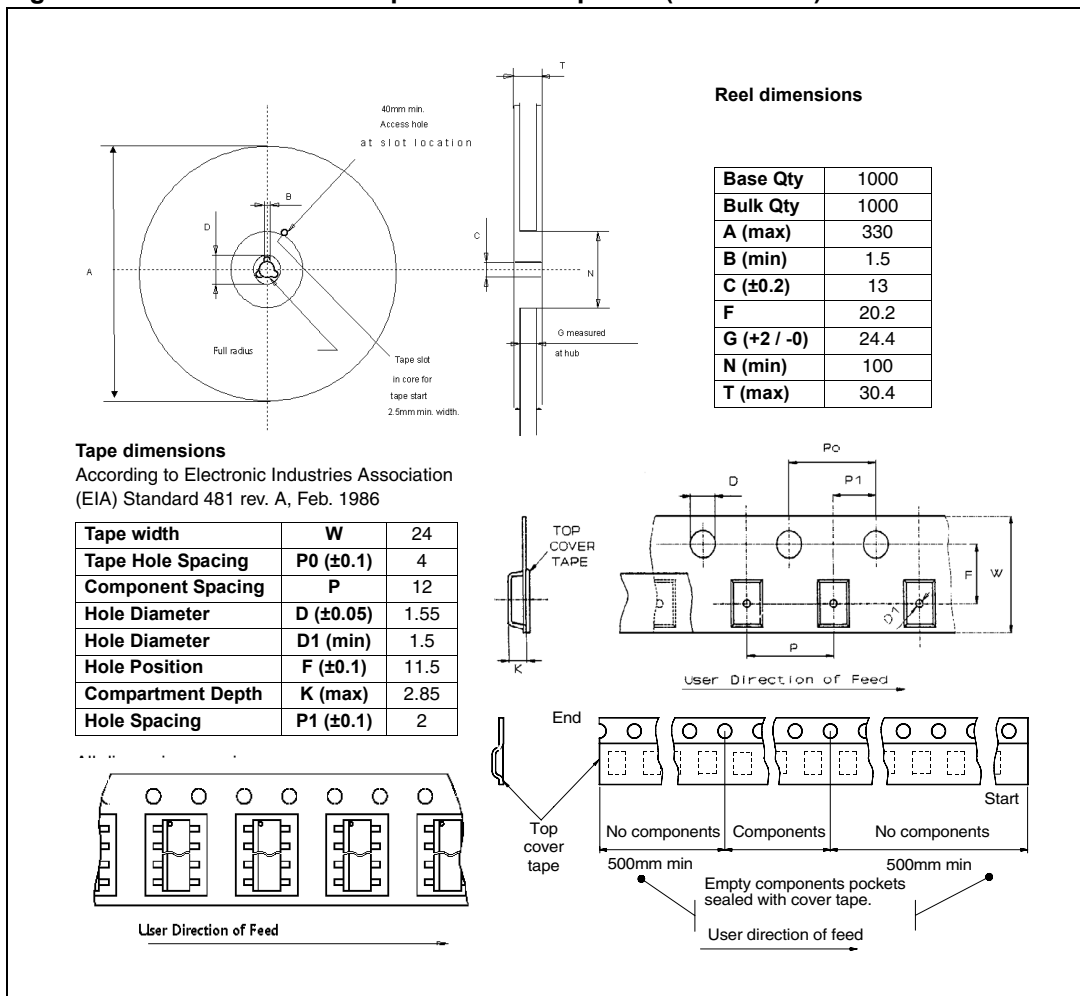 T
40mm min.
Access hole
at slot location
Reel dimensions
B
D
C
A
N
Full radius
G measured
at hub
Tape slot
in core for
tape start
2.5mm min. width.
Base Qty 1000
Bulk Qty 1000
A (max) 330
B (min) 1.5
C (±0.2) 13
F 20.2
G (+2 / -0) 24.4
N (min) 100
T (max) 30.4
Tape dimensions
According to Electronic Industries Association
(EIA) Standard 481 rev. A, Feb. 1986
Tape width W 24
Tape Hole Spacing P0 (±0.1) 4
Component Spacing P 12
Hole Diameter D (±0.05) 1.55
Hole Diameter D1 (min) 1.5
Hole Position F (±0.1) 11.5
Compartment Depth K (max) 2.85
Hole Spacing P1 (±0.1) 2
Po
D
P1
TOP
COVER
TAPE
F
W
D1
K
P
User Direction of Feed
End
Start
Top
cover
tape
No components
Components
No components
500mm min
500mm min
Empty components pockets
sealed with cover tape.
User direction of feed
User Direction of Feed